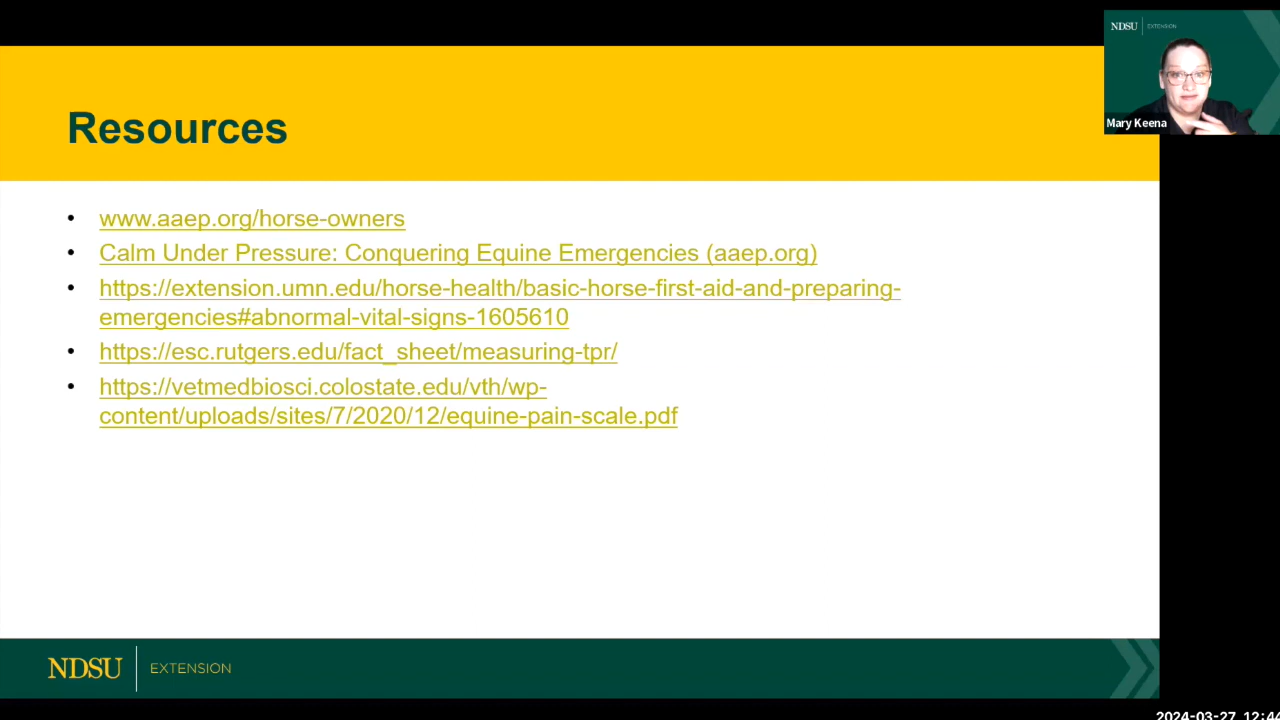 NDSU EXTENSION
Mary Keena
Resources
• www.aaep.org/horse-owners
• Calm Under Pressure: Conquering Equine Emergencies (aaep.org)
• https://extension.umn.edu/horse-health/basic-horse-first-aid-and-preparing-
emergencies#abnormal-vital-signs-1605610
• https://esc.rutgers.edu/fact_sheet/measuring-tpr/
• https://vetmedbiosci.colostate.edu/vth/wp-
content/uploads/sites/7/2020/12/equine-pain-scale.pdf
NDSU EXTENSION
2024-03-27 12:44